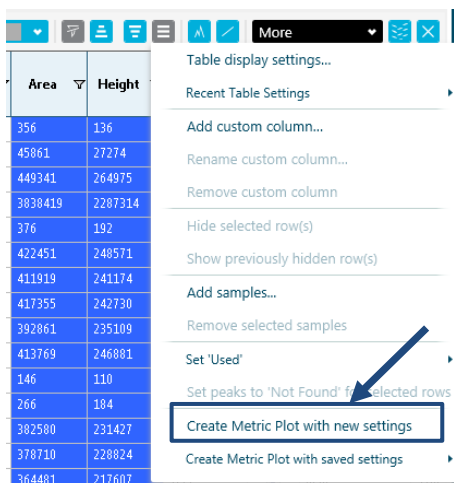 More
Table display settings...
Area Height
Recent Table Settings
356 136
Add custom column...
45861 27274
Rename custom column...
449341 264975
Remove custom column
3838419 2287314
376 192
Hide selected row(s)
422451 248571
Show previously hidden row(s)
411919 241174
Add samples...
417355 242730
Remove selected samples
392861 235109
413769 246881
Set 'Used'
146 110
Set peaks to 'Not Found' for selected rows
266 184
Create Metric Plot with new settings
382580 231427
378710 228824
Create Metric Plot with saved settings
364481 217607